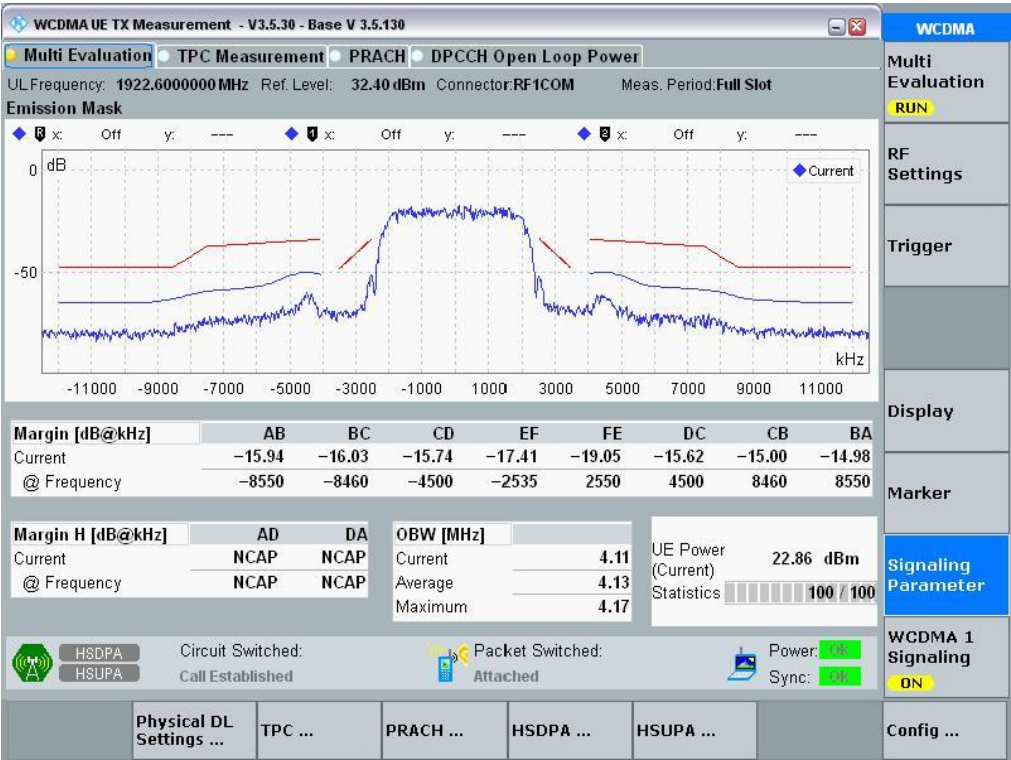 WCDMA UE TX Measurement - V3.5.30 - Base V 3.5.130
WCDMA
Multi Evaluation TPC Measurement PRACH DPCCH Open Loop Power
Multi
Evaluation
RUN
UL Frequency: 1922.6000000 MHz Ref. Level: 32.40 dBm Connector:RF1COM Meas. Period:Full Slot
Emission Mask
R x: Off y: --- 1 x: Off y: --- 2 x: Off y: ---
RF
Settings
0 dB
Current
Trigger
-50
kHz
-11000 -9000 -7000 -5000 -3000 -1000 1000 3000 5000 7000 9000 11000
Display
Margin [dB@kHz] AB BC CD EF FE DC CB BA
Current -15.94 -16.03 -15.74 -17.41 -19.05 -15.62 -15.00 -14.98
@ Frequency -8550 -8460 -4500 -2535 2550 4500 8460 8550
Marker
Margin H [dB@kHz] AD DA
Current NCAP NCAP
@ Frequency NCAP NCAP
OBW [MHz]
Current 4.11
Average 4.13
Maximum 4.17
UE Power
(Current) 22.86 dBm
Statistics 100 / 100
Signaling
Parameter
HSDPA
HSUPA
Circuit Switched:
Call Established
Packet Switched:
Attached
Power: OK
Sync: OK
WCDMA 1
Signaling
ON
Physical DL
Settings ...
TPC ...
PRACH ...
HSDPA ...
HSUPA ...
Config ...